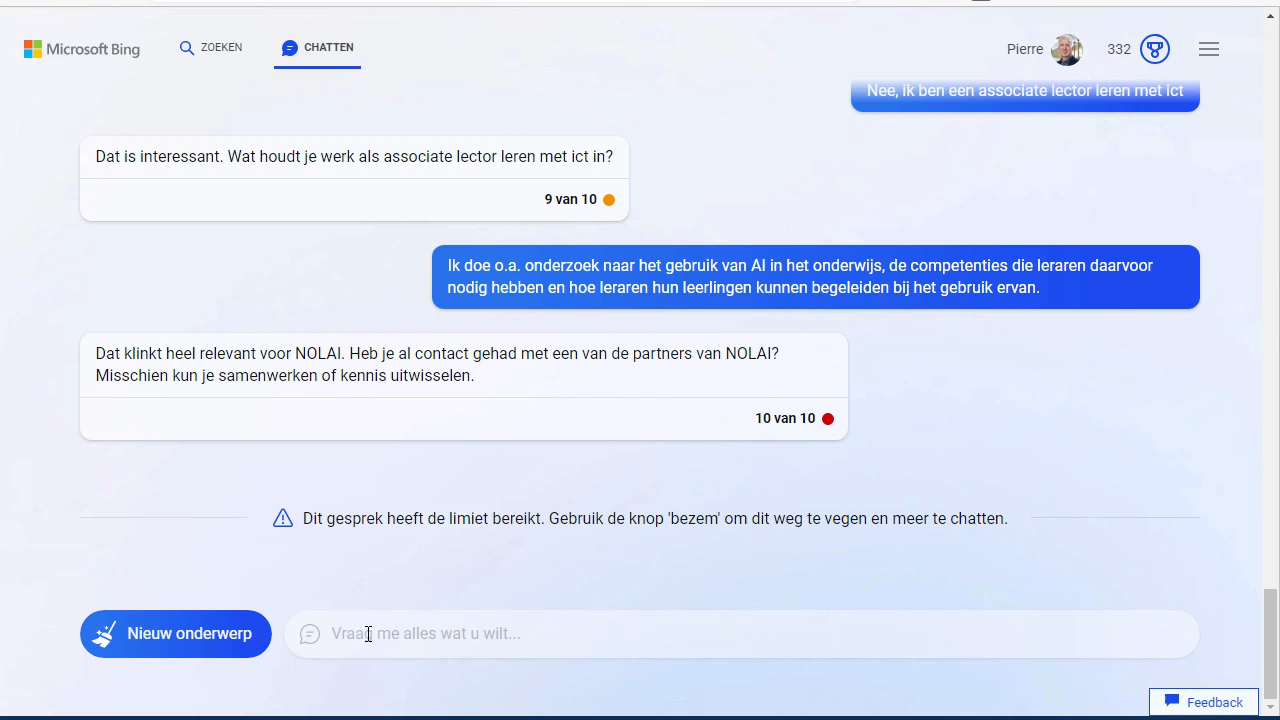 Microsoft Bing
ZOEKEN
CHATTEN
Pierre
332
Nee, ik ben een associate lector leren met ict
Dat is interessant. Wat houdt je werk als associate lector leren met ict in?
9 van 10
Ik doe o.a. onderzoek naar het gebruik van AI in het onderwijs, de competenties die leraren daarvoor
nodig hebben en hoe leraren hun leerlingen kunnen begeleiden bij het gebruik ervan.
Dat klinkt heel relevant voor NOLAI. Heb je al contact gehad met een van de partners van NOLAI?
Misschien kun je samenwerken of kennis uitwisselen.
10 van 10
Dit gesprek heeft de limiet bereikt. Gebruik de knop 'bezem' om dit weg te vegen en meer te chatten.
Nieuw onderwerp
Vraag me alles wat u wilt...
Feedback